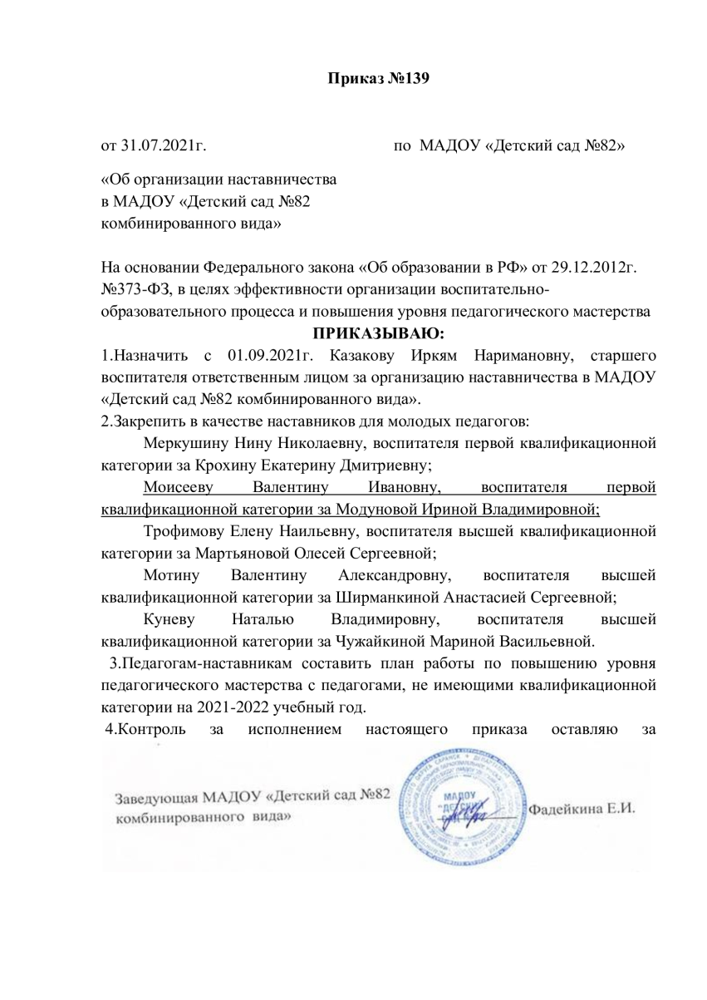 Приказ №139
от 31.07.2021г. по МАДОУ «Детский сад №82»
«Об организации наставничества
в МАДОУ «Детский сад №82
комбинированного вида»
На основании Федерального закона «Об образовании в РФ» от 29.12.2012г.
№373-ФЗ, в целях эффективности организации воспитательно-
образовательного процесса и повышения уровня педагогического мастерства
ПРИКАЗЫВАЮ:
1.Назначить с 01.09.2021г. Казакову Иркям Наримановну, старшего
воспитателя ответственным лицом за организацию наставничества в МАДОУ
«Детский сад №82 комбинированного вида».
2.Закрепить в качестве наставников для молодых педагогов:
Меркушину Нину Николаевну, воспитателя первой квалификационной
категории за Крохину Екатерину Дмитриевну;
Моисееву Валентину Ивановну, воспитателя первой
квалификационной категории за Модуновой Ириной Владимировной;
Трофимову Елену Наильевну, воспитателя высшей квалификационной
категории за Мартьяновой Олесей Сергеевной;
Мотину Валентину Александровну, воспитателя высшей
квалификационной категории за Ширманкиной Анастасией Сергеевной;
Куневу Наталью Владимировну, воспитателя высшей
квалификационной категории за Чужайкиной Мариной Васильевной.
3.Педагогам-наставникам составить план работы по повышению уровня
педагогического мастерства с педагогами, не имеющими квалификационной
категории на 2021-2022 учебный год.
4.Контроль за исполнением настоящего приказа оставляю за
Заведующая МАДОУ «Детский сад №82
комбинированного вида»
МАДОУ
"ДЕТСКИЙ
Фадейкина Е.И.